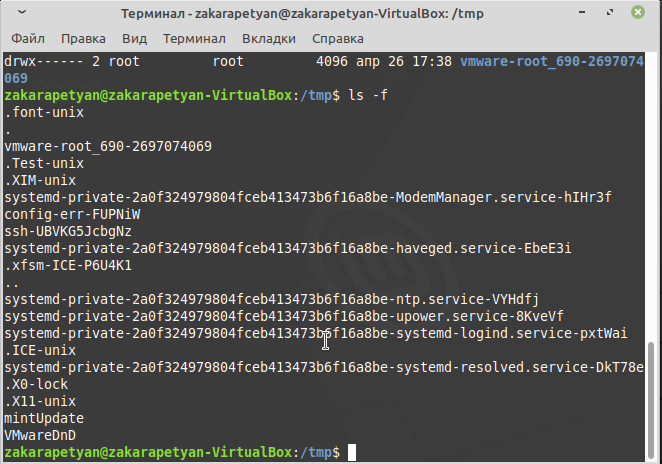 Терминал - zakarapetyan@zakarapetyan-VirtualBox: /tmp
Файл Правка Вид Терминал Вкладки Справка
drwx------ 2 root root 4096 апр 26 17:38 vmware-root_690-2697074
069
zakarapetyan@zakarapetyan-VirtualBox:/tmp$ ls -f
.font-unix
.
vmware-root_690-2697074069
.Test-unix
.XIM-unix
systemd-private-2a0f324979804fceb413473b6f16a8be-ModemManager.service-hIHr3f
config-err-FUPNiW
ssh-UBVKG5JcbgNz
systemd-private-2a0f324979804fceb413473b6f16a8be-haveged.service-EbeE3i
.xfsm-ICE-P6U4K1
..
systemd-private-2a0f324979804fceb413473b6f16a8be-ntp.service-VYHdfj
systemd-private-2a0f324979804fceb413473b6f16a8be-upower.service-8KveVf
systemd-private-2a0f324979804fceb413473b6f16a8be-systemd-logind.service-pxtWai
.ICE-unix
systemd-private-2a0f324979804fceb413473b6f16a8be-systemd-resolved.service-DkT78e
.X0-lock
.X11-unix
mintUpdate
VMwareDnD
zakarapetyan@zakarapetyan-VirtualBox:/tmp$